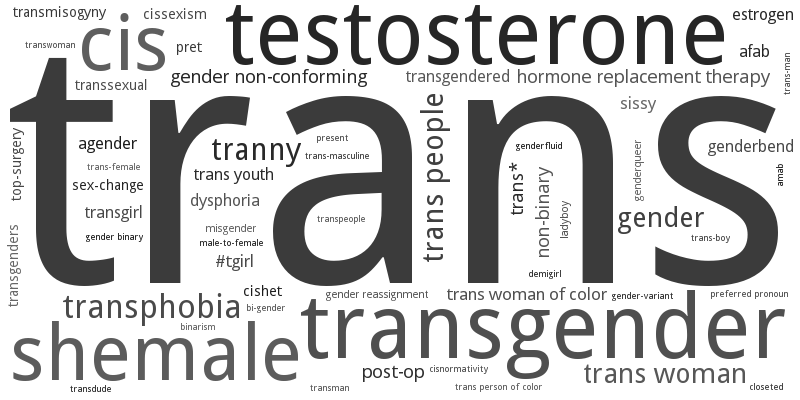 transmisogyny
cissexism
testosterone
estrogen
cis
transwoman
pret
afab
trans-man
transsexual
gender non-conforming
transgendered
hormone replacement therapy
trans
sissy
top-surgery
agender
tranny
present
trans-masculine
trans people
genderfluid
genderqueer
genderbend
trans-female
trans youth
trans*
non-binary
amab
sex-change
dysphoria
ladyboy
transgirl
transpeople
gender
misgender
gender binary
male-to-female
trans-boy
transgenders
#tgirl
demigirl
cishet
gender reassignment
trans woman of color
gender-variant
preferred pronoun
transphobia
bi-gender
transgender
binarism
shemale
post-op
cisnormativity
trans woman
transdude
transman
trans person of color
closeted